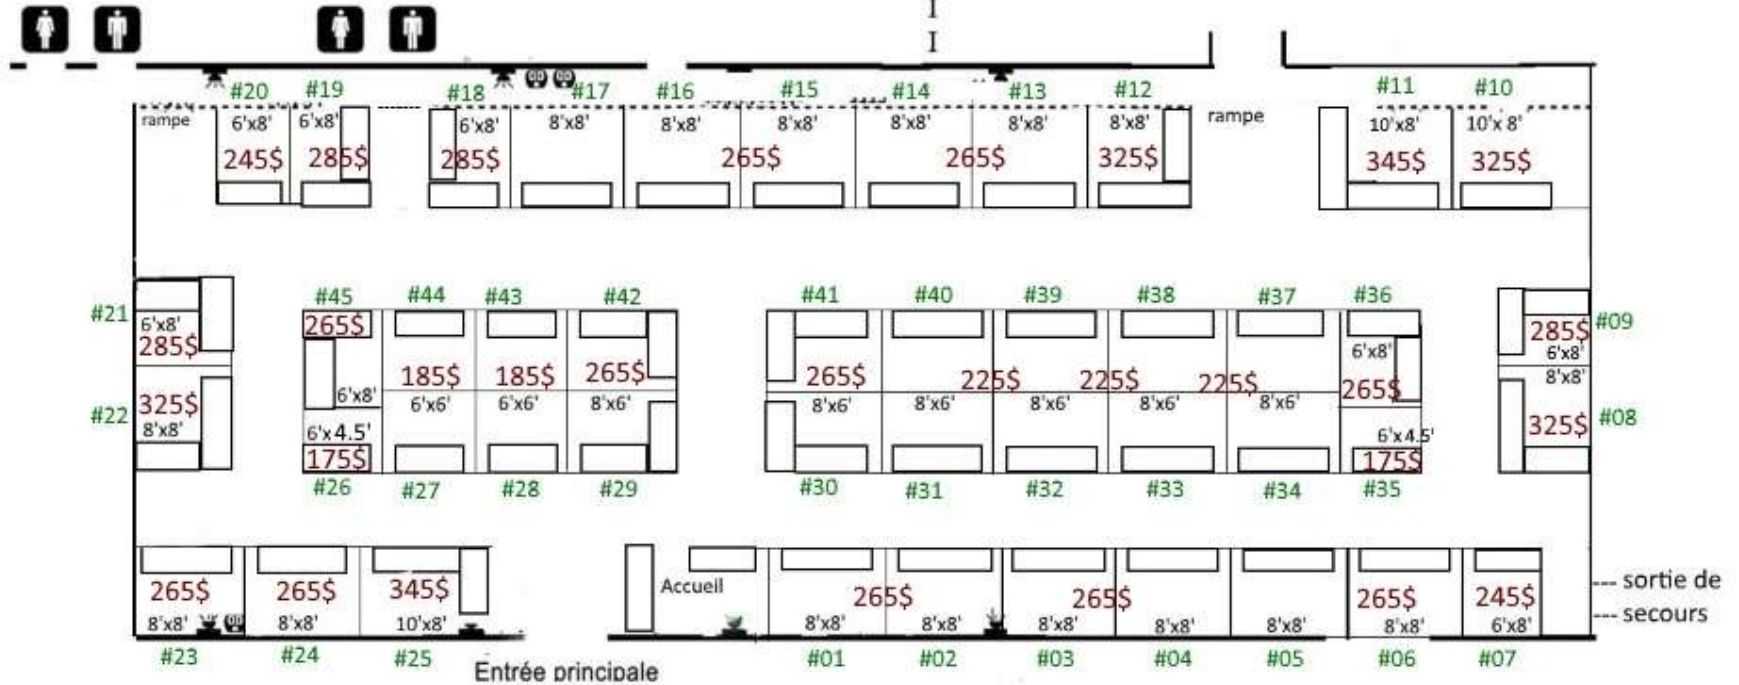 I
I
#20 #19 #18 #17 #16 #15 #14 #13 #12 #11 #10
rampe 6'x8' 6'x8' 6'x8' 8'x8' 8'x8' 8'x8' 8'x8' 8'x8' 8'x8' rampe 10'x8' 10'x 8'
245$ 285$ 285$ 265$ 265$ 325$ 345$ 325$
#45 #44 #43 #42 #41 #40 #39 #38 #37 #36
#21 6'x8' 265$ 285$ #09
285$ 6'x8' 6'x8'
185$ 185$ 265$ 265$ 225$ 225$ 225$ 265$ 8'x8'
6'x8' 6'x6' 6'x6' 8'x6' 8'x6' 8'x6' 8'x6' 8'x6' 8'x6'
#22 325$ #08
8'x8' 6'x 4.5' 6'x 4.5' 325$
175$ 175$
#26 #27 #28 #29 #30 #31 #32 #33 #34 #35
265$ 265$ 345$ Accueil 265$ 265$ 265$ 245$ sortie de
secours
8'x8' 8'x8' 10'x8' 8'x8' 8'x8' 8'x8' 8'x8' 8'x8' 8'x8' 6'x8'
#23 #24 #25 Entrée principale #01 #02 #03 #04 #05 #06 #07